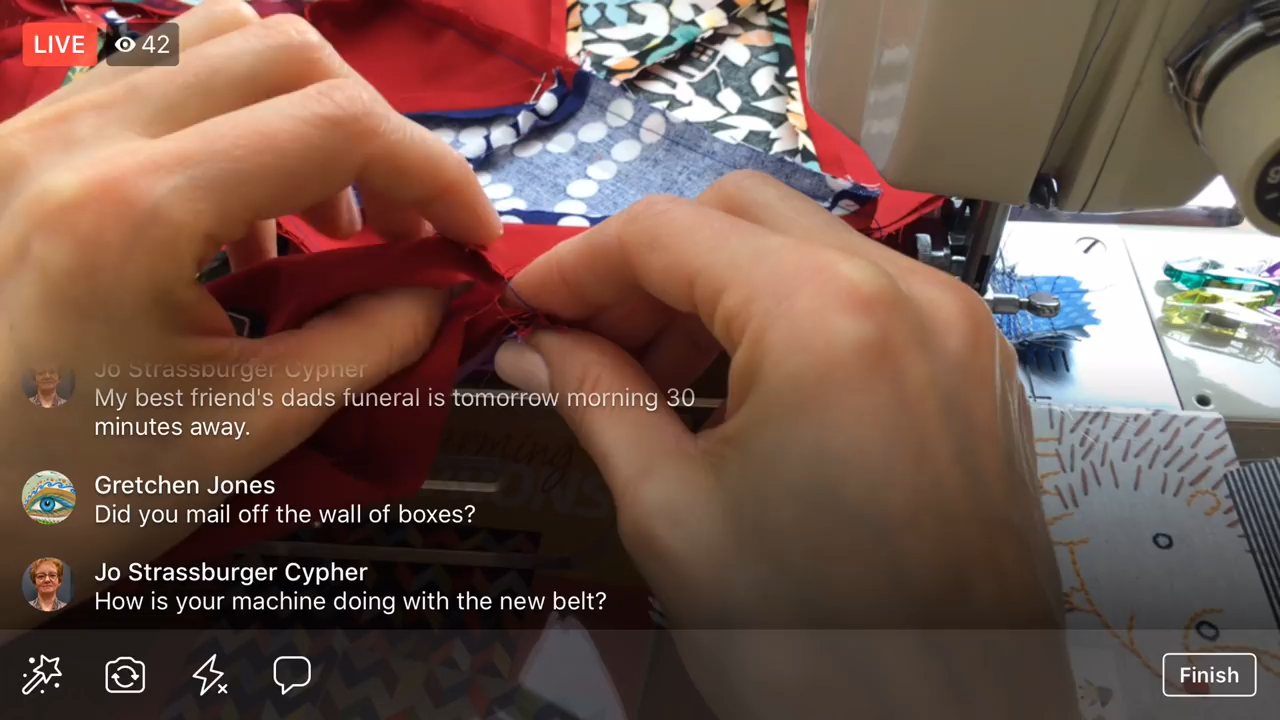 LIVE 42
Jo Strassburger Cypher
My best friend's dads funeral is tomorrow morning 30
minutes away.
Gretchen Jones
Did you mail off the wall of boxes?
Jo Strassburger Cypher
How is your machine doing with the new belt?
Finish